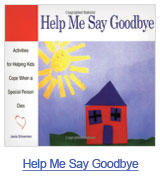 Help Me Say Goodbye
Activities
for Helping Kids
Cope When a
Special Person
Dies
Help Me Say Goodbye